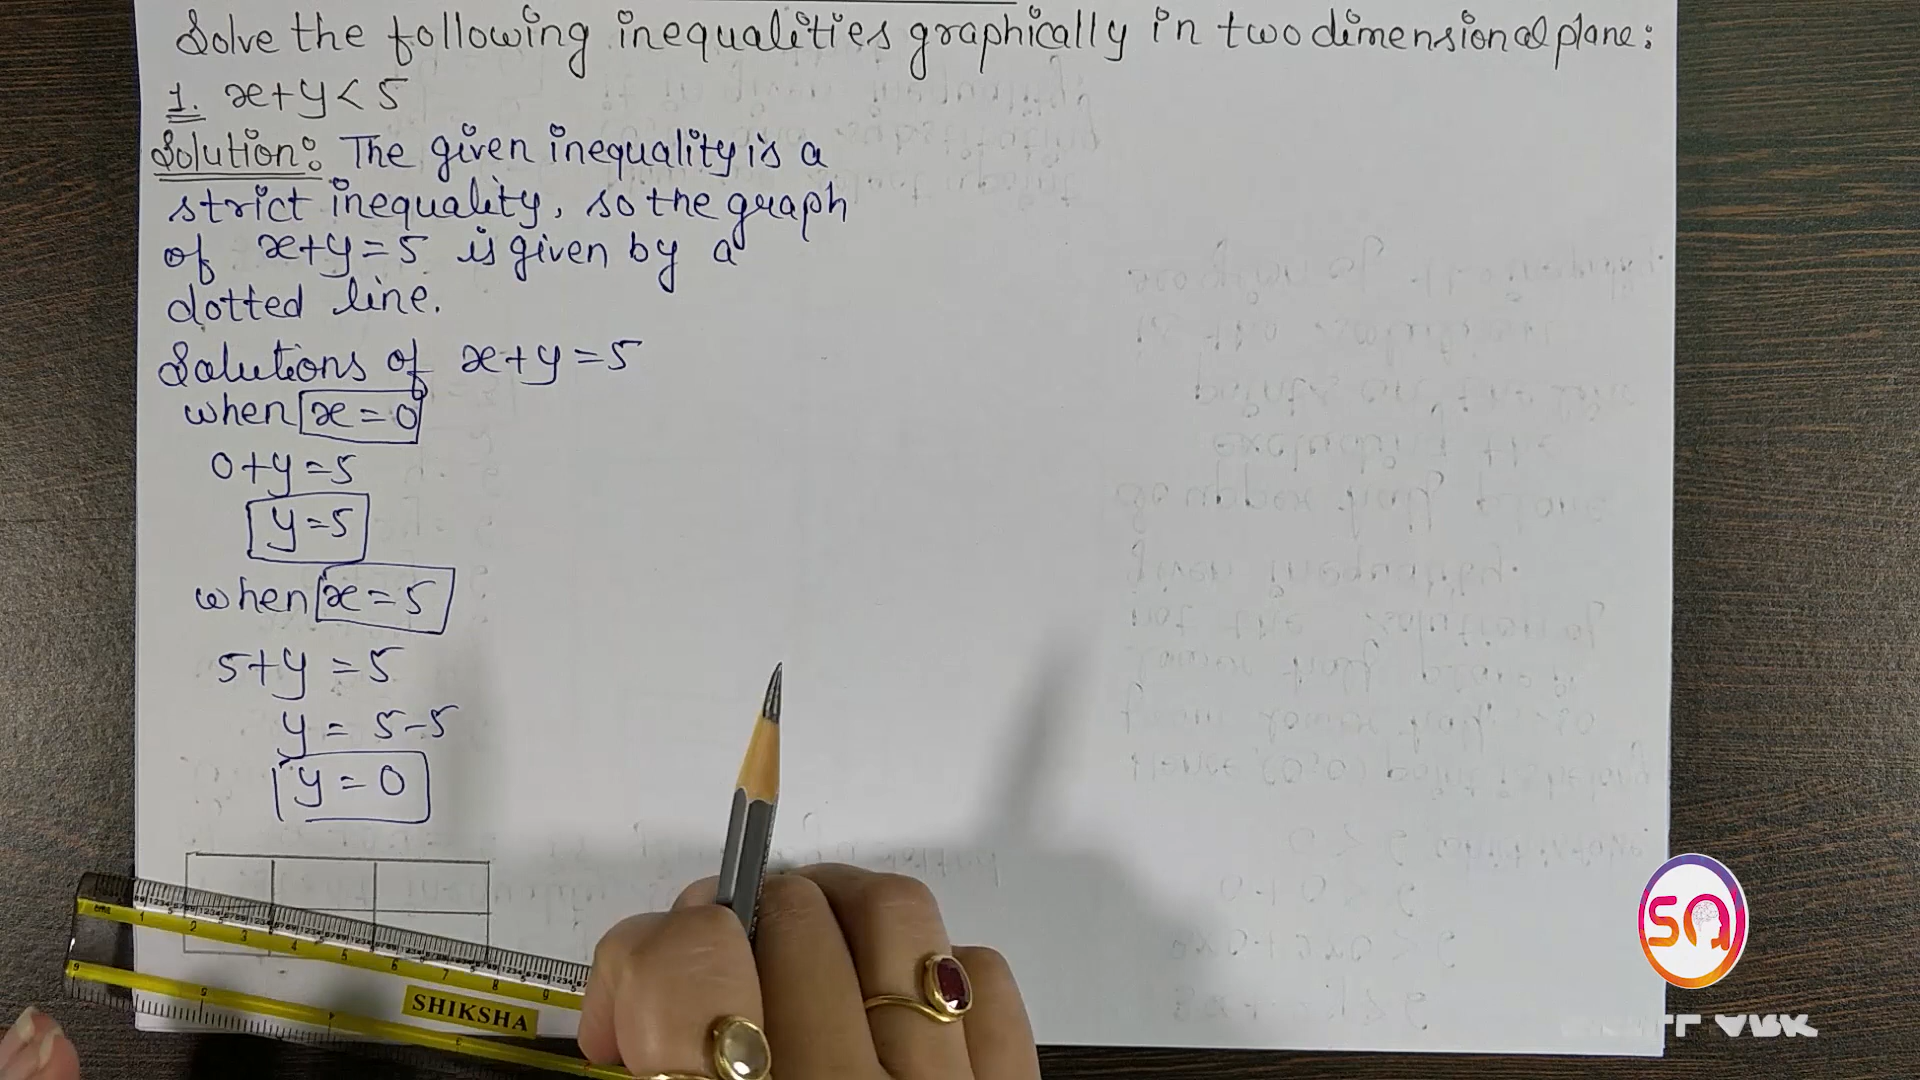 Solve the following inequalities graphically in two dimensional plane:
1. x+y<5
Solution: The given inequality is a
strict inequality, so the graph
of x+y=5 is given by a
dotted line.
Solutions of x+y=5
when x=0
0+y=5
y=5
when x=5
5+y=5
y=5-5
y=0
SHIKSHA
SA